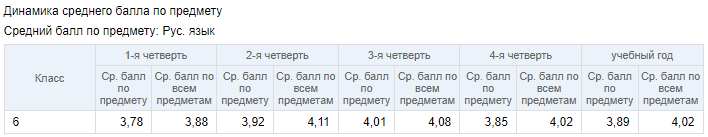 Динамика среднего балла по предмету
Средний балл по предмету: Рус. язык
Класс 1-я четверть 2-я четверть 3-я четверть 4-я четверть учебный год
Ср. балл по предмету Ср. балл по всем предметам Ср. балл по предмету Ср. балл по всем предметам Ср. балл по предмету Ср. балл по всем предметам Ср. балл по предмету Ср. балл по всем предметам Ср. балл по предмету Ср. балл по всем предметам
6 3,78 3,88 3,92 4,11 4,01 4,08 3,85 4,02 3,89 4,02